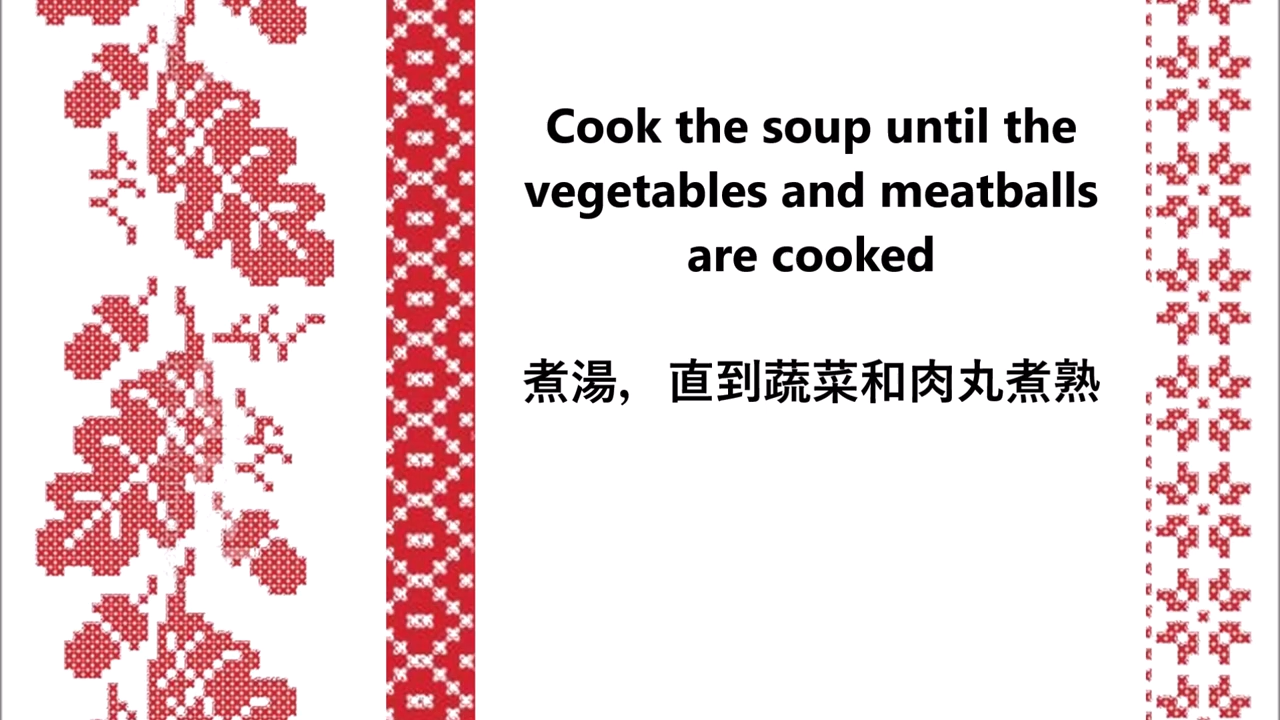 Cook the soup until the
vegetables and meatballs
are cooked
煮湯，直到蔬菜和肉丸煮熟